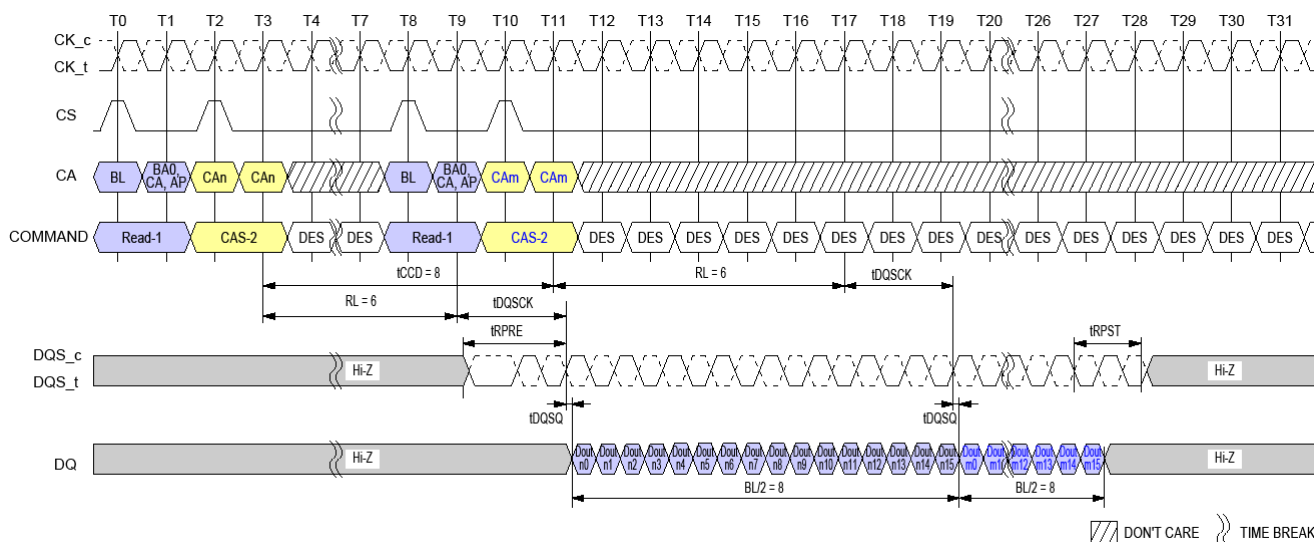 T0 T1 T2 T3 T4 T7 T8 T9 T10 T11 T12 T13 T14 T15 T16 T17 T18 T19 T20 T26 T27 T28 T29 T30 T31
CK_c
CK_t
CS
CA BL BA0, CA, AP CAn CAn BL BA0, CA, AP CAm CAm
COMMAND Read-1 CAS-2 DES DES Read-1 CAS-2 DES DES DES DES DES DES DES DES DES DES DES DES DES DES DES
tCCD = 8 RL = 6 tDQSCK
RL = 6 tDQSCK
tRPRE tRPST
DQS_c
DQS_t
Hi-Z Hi-Z
tDQSQ tDQSQ
DQ Hi-Z Dout n0 Dout n1 Dout n2 Dout n3 Dout n4 Dout n5 Dout n6 Dout n7 Dout n8 Dout n9 Dout n10 Dout n11 Dout n12 Dout n13 Dout n14 Dout n15 Dout m0 Dout m1 Dout m12 Dout m13 Dout m14 Dout m15 Hi-Z
BL/2 = 8 BL/2 = 8
DON'T CARE TIME BREAK